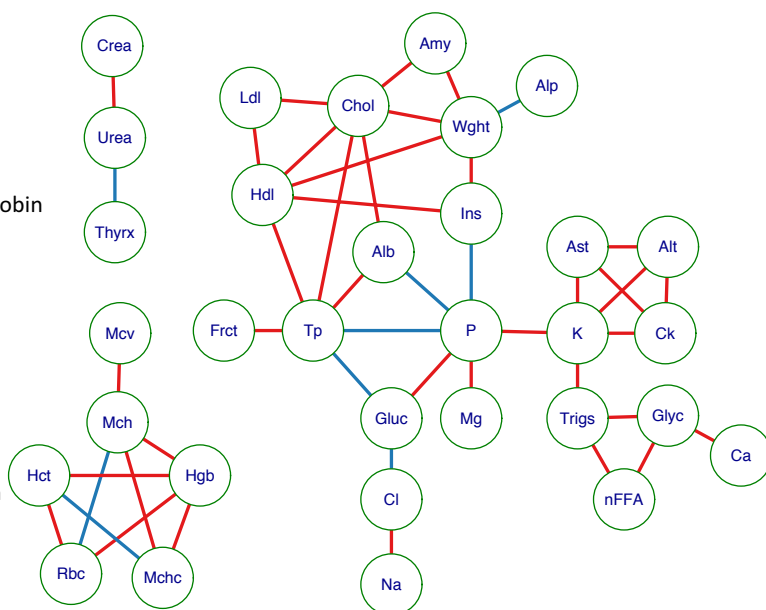 Crea
Amy
Ldl
Chol
Alp
Wght
Urea
Hdl
obin
Ins
Thyrx
Alb
Ast
Alt
Mcv
Frct
Tp
P
K
Ck
Mch
Gluc
Mg
Trigs
Glyc
Hct
Hgb
Ca
Cl
nFFA
Rbc
Mchc
Na